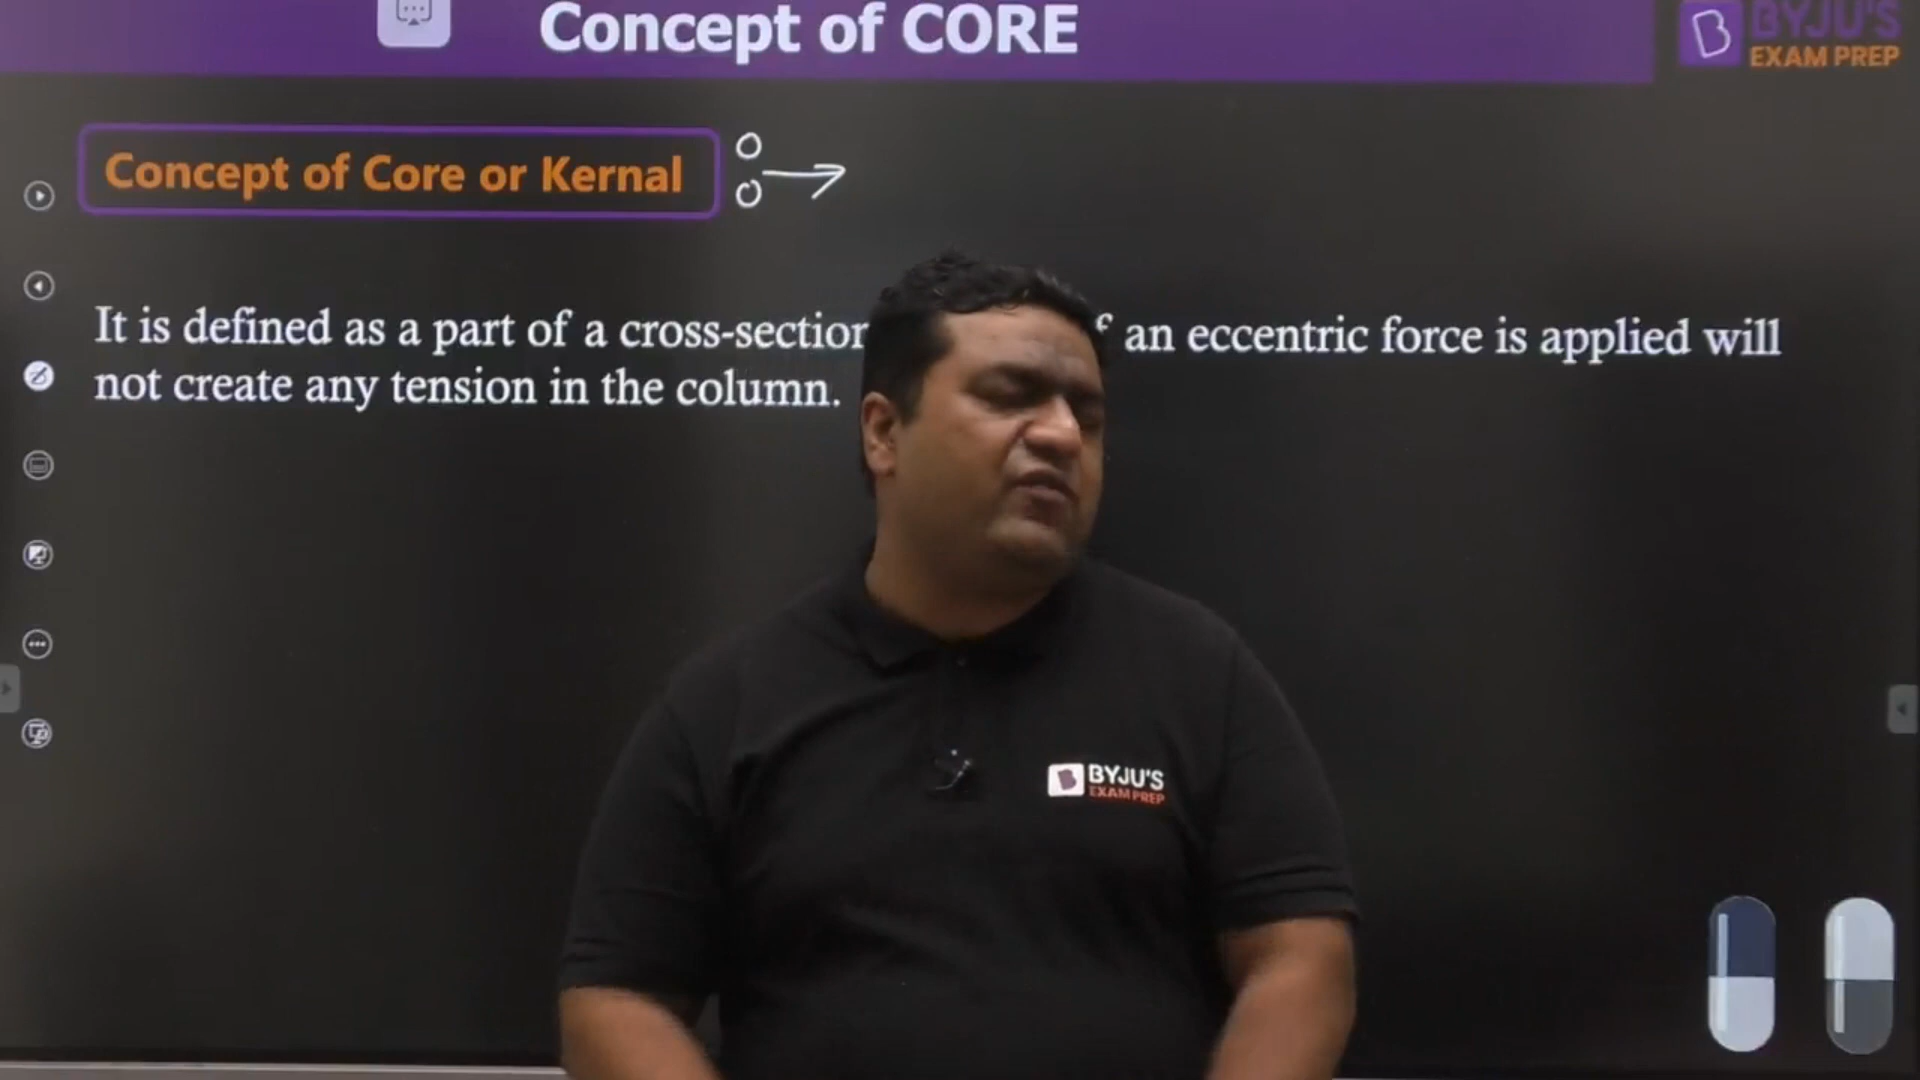 Concept of CORE
BYJU'S
EXAM PREP
Concept of Core or Kernal
It is defined as a part of a cross-section an eccentric force is applied will
not create any tension in the column.
BYJU'S
EXAM PREP